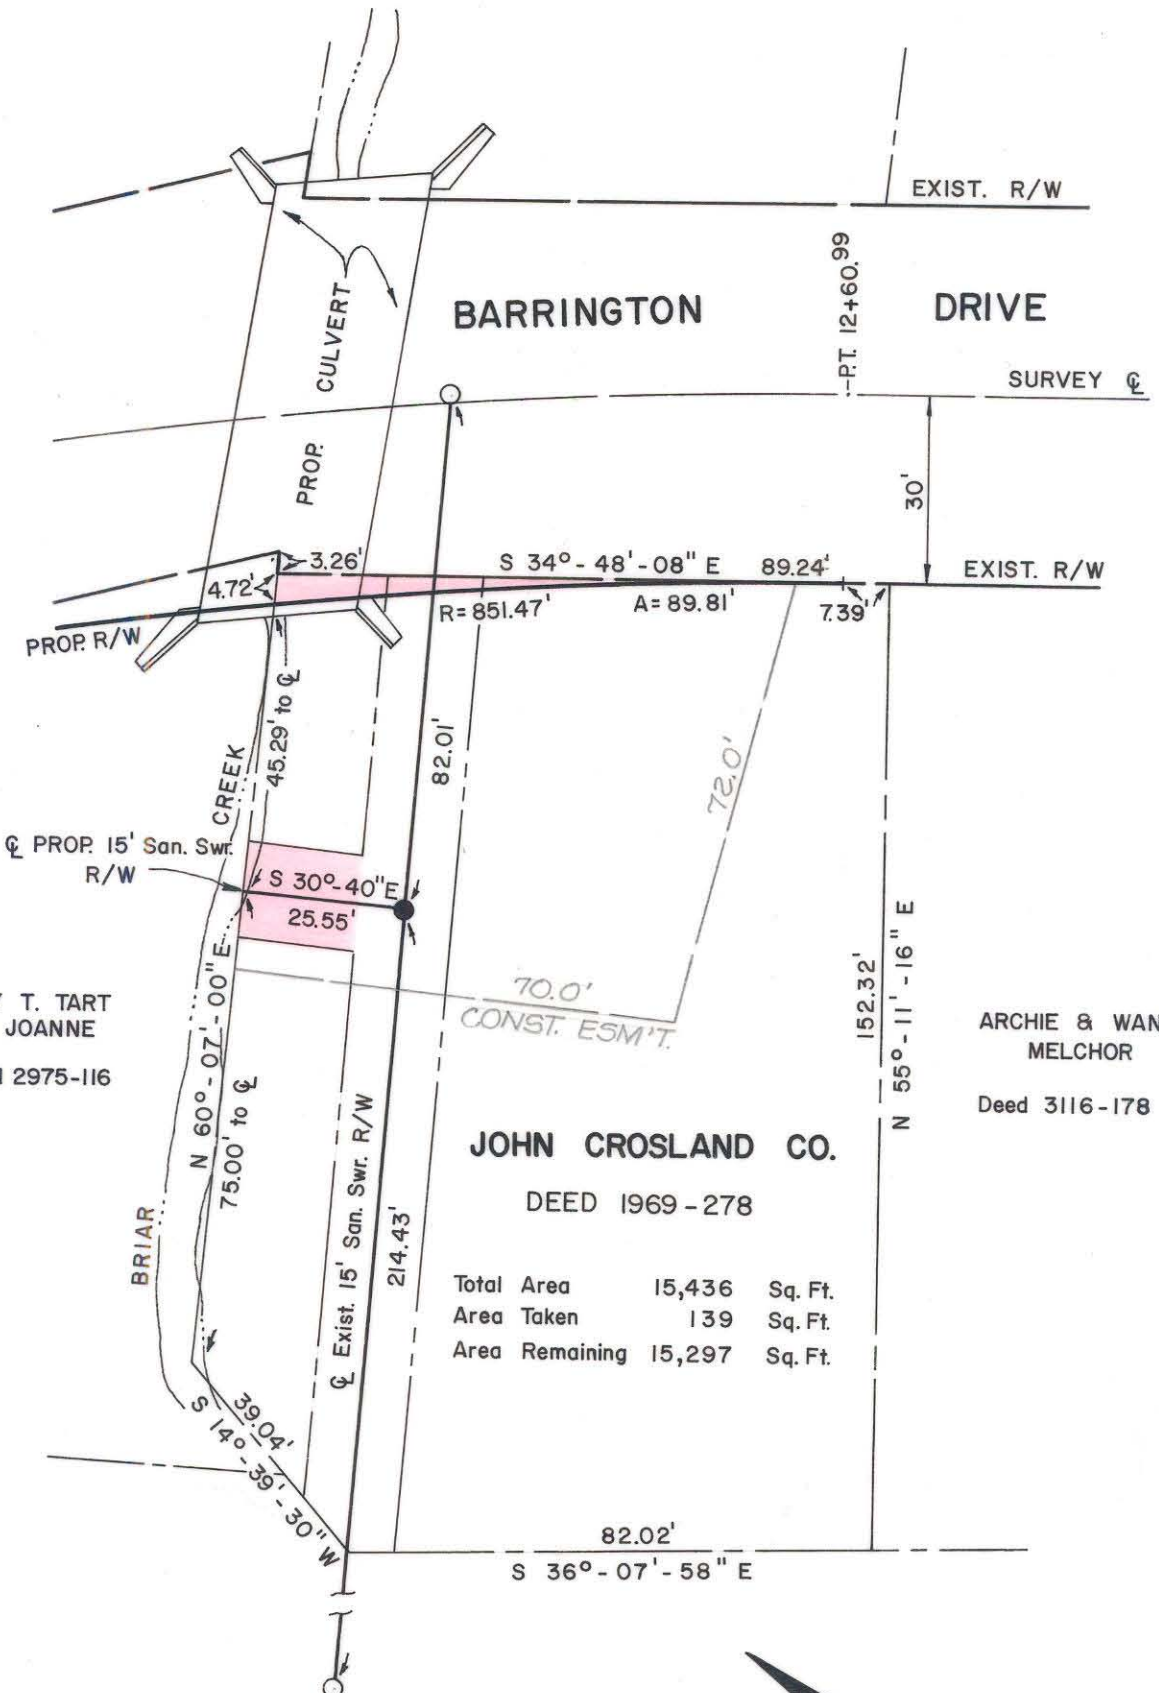 EXIST. R/W
BARRINGTON DRIVE
P.T. 12+60.99
PROP. CULVERT
SURVEY ℄
30'
3.26'
S 34°-48'-08" E
89.24'
EXIST. R/W
4.72'
R=851.47'
A=89.81'
7.39'
PROP. R/W
45.29' to ℄
82.01'
72.0'
CREEK
℄ PROP. 15' San. Swr.
R/W
S 30°-40"E
25.55'
70.0'
CONST. ESM'T.
T. TART
JOANNE
2975-116
N 60°-07'-00" E
75.00' to ℄
152.32'
N 55°-11'-16" E
ARCHIE & WAN
MELCHOR
Deed 3116-178
JOHN CROSLAND CO.
DEED 1969-278
BRIAR
℄ Exist. 15' San. Swr. R/W
214.43'
Total Area 15,436 Sq. Ft.
Area Taken 139 Sq. Ft.
Area Remaining 15,297 Sq. Ft.
39.04'
S 14°-39'-30" W
82.02'
S 36°-07'-58" E